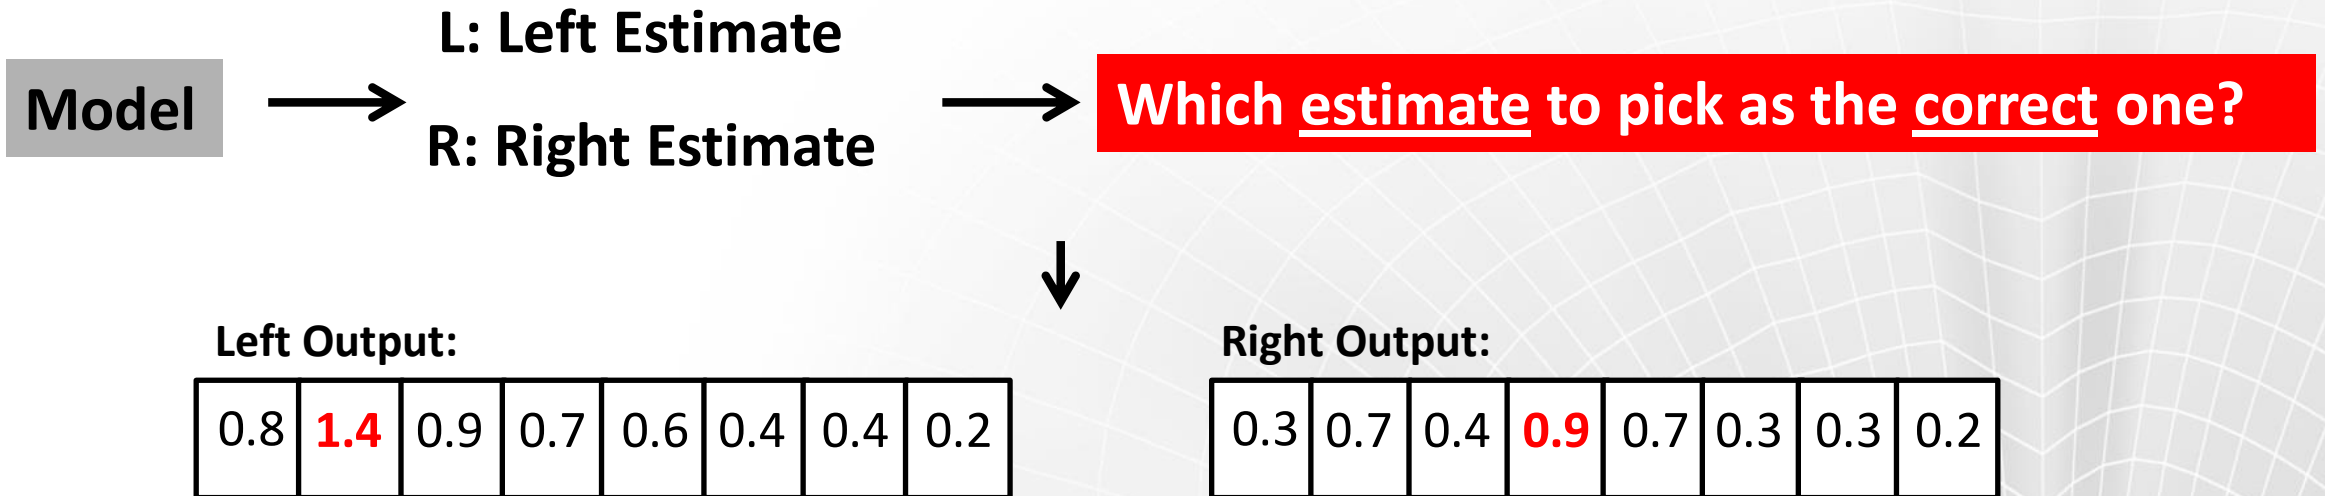 L: Left Estimate
Model
R: Right Estimate
Which estimate to pick as the correct one?
Left Output:
0.8 1.4 0.9 0.7 0.6 0.4 0.4 0.2
Right Output:
0.3 0.7 0.4 0.9 0.7 0.3 0.3 0.2